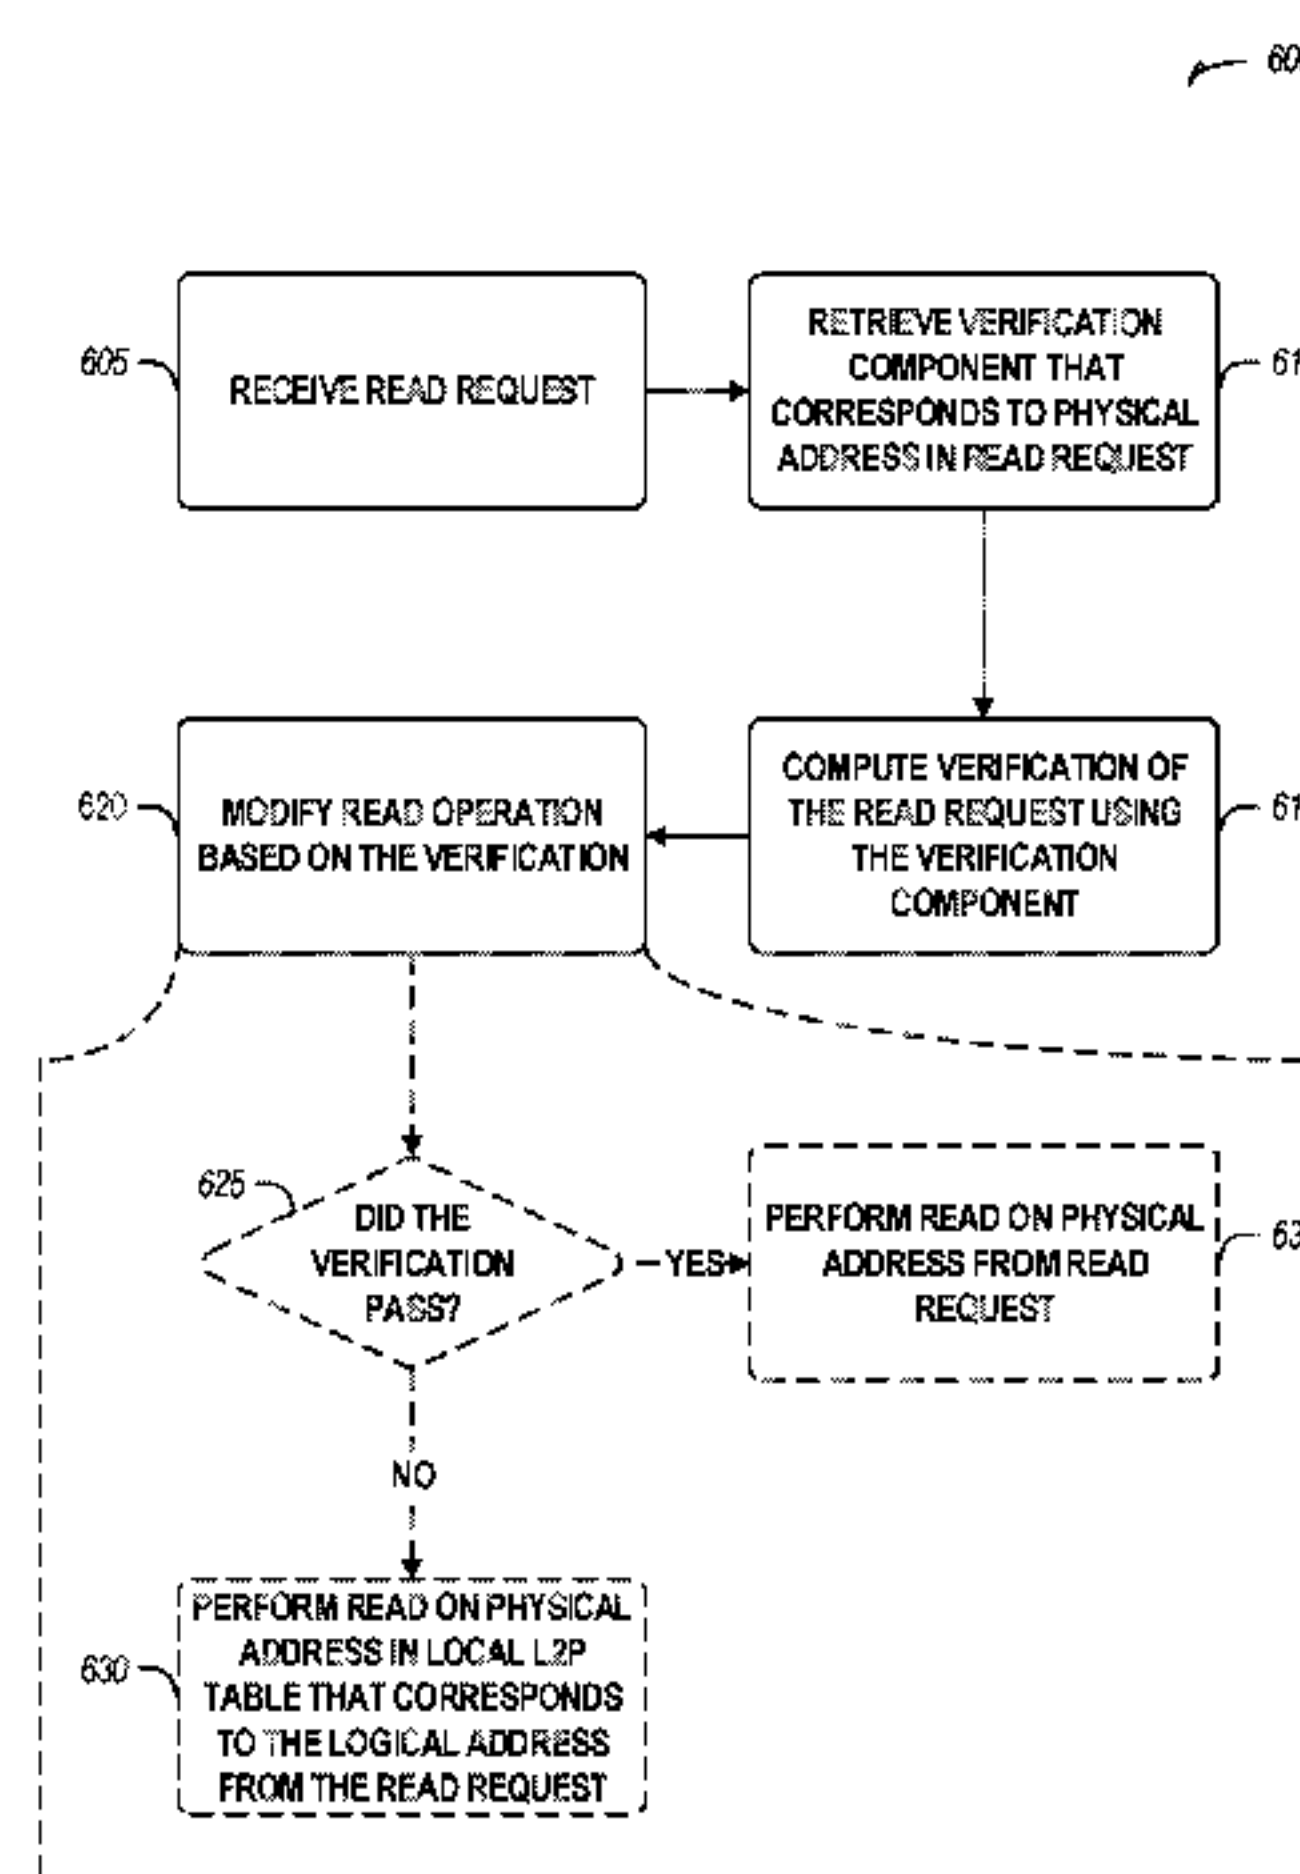 60
RECEIVE READ REQUEST
605
RETRIEVE VERIFICATION
COMPONENT THAT
CORRESPONDS TO PHYSICAL
ADDRESS IN READ REQUEST
61
MODIFY READ OPERATION
BASED ON THE VERIFICATION
620
COMPUTE VERIFICATION OF
THE READ REQUEST USING
THE VERIFICATION
COMPONENT
61
625
DID THE
VERIFICATION
PASS?
YES
PERFORM READ ON PHYSICAL
ADDRESS FROM READ
REQUEST
63
NO
PERFORM READ ON PHYSICAL
ADDRESS IN LOCAL L2P
TABLE THAT CORRESPONDS
TO THE LOGICAL ADDRESS
FROM THE READ REQUEST
630